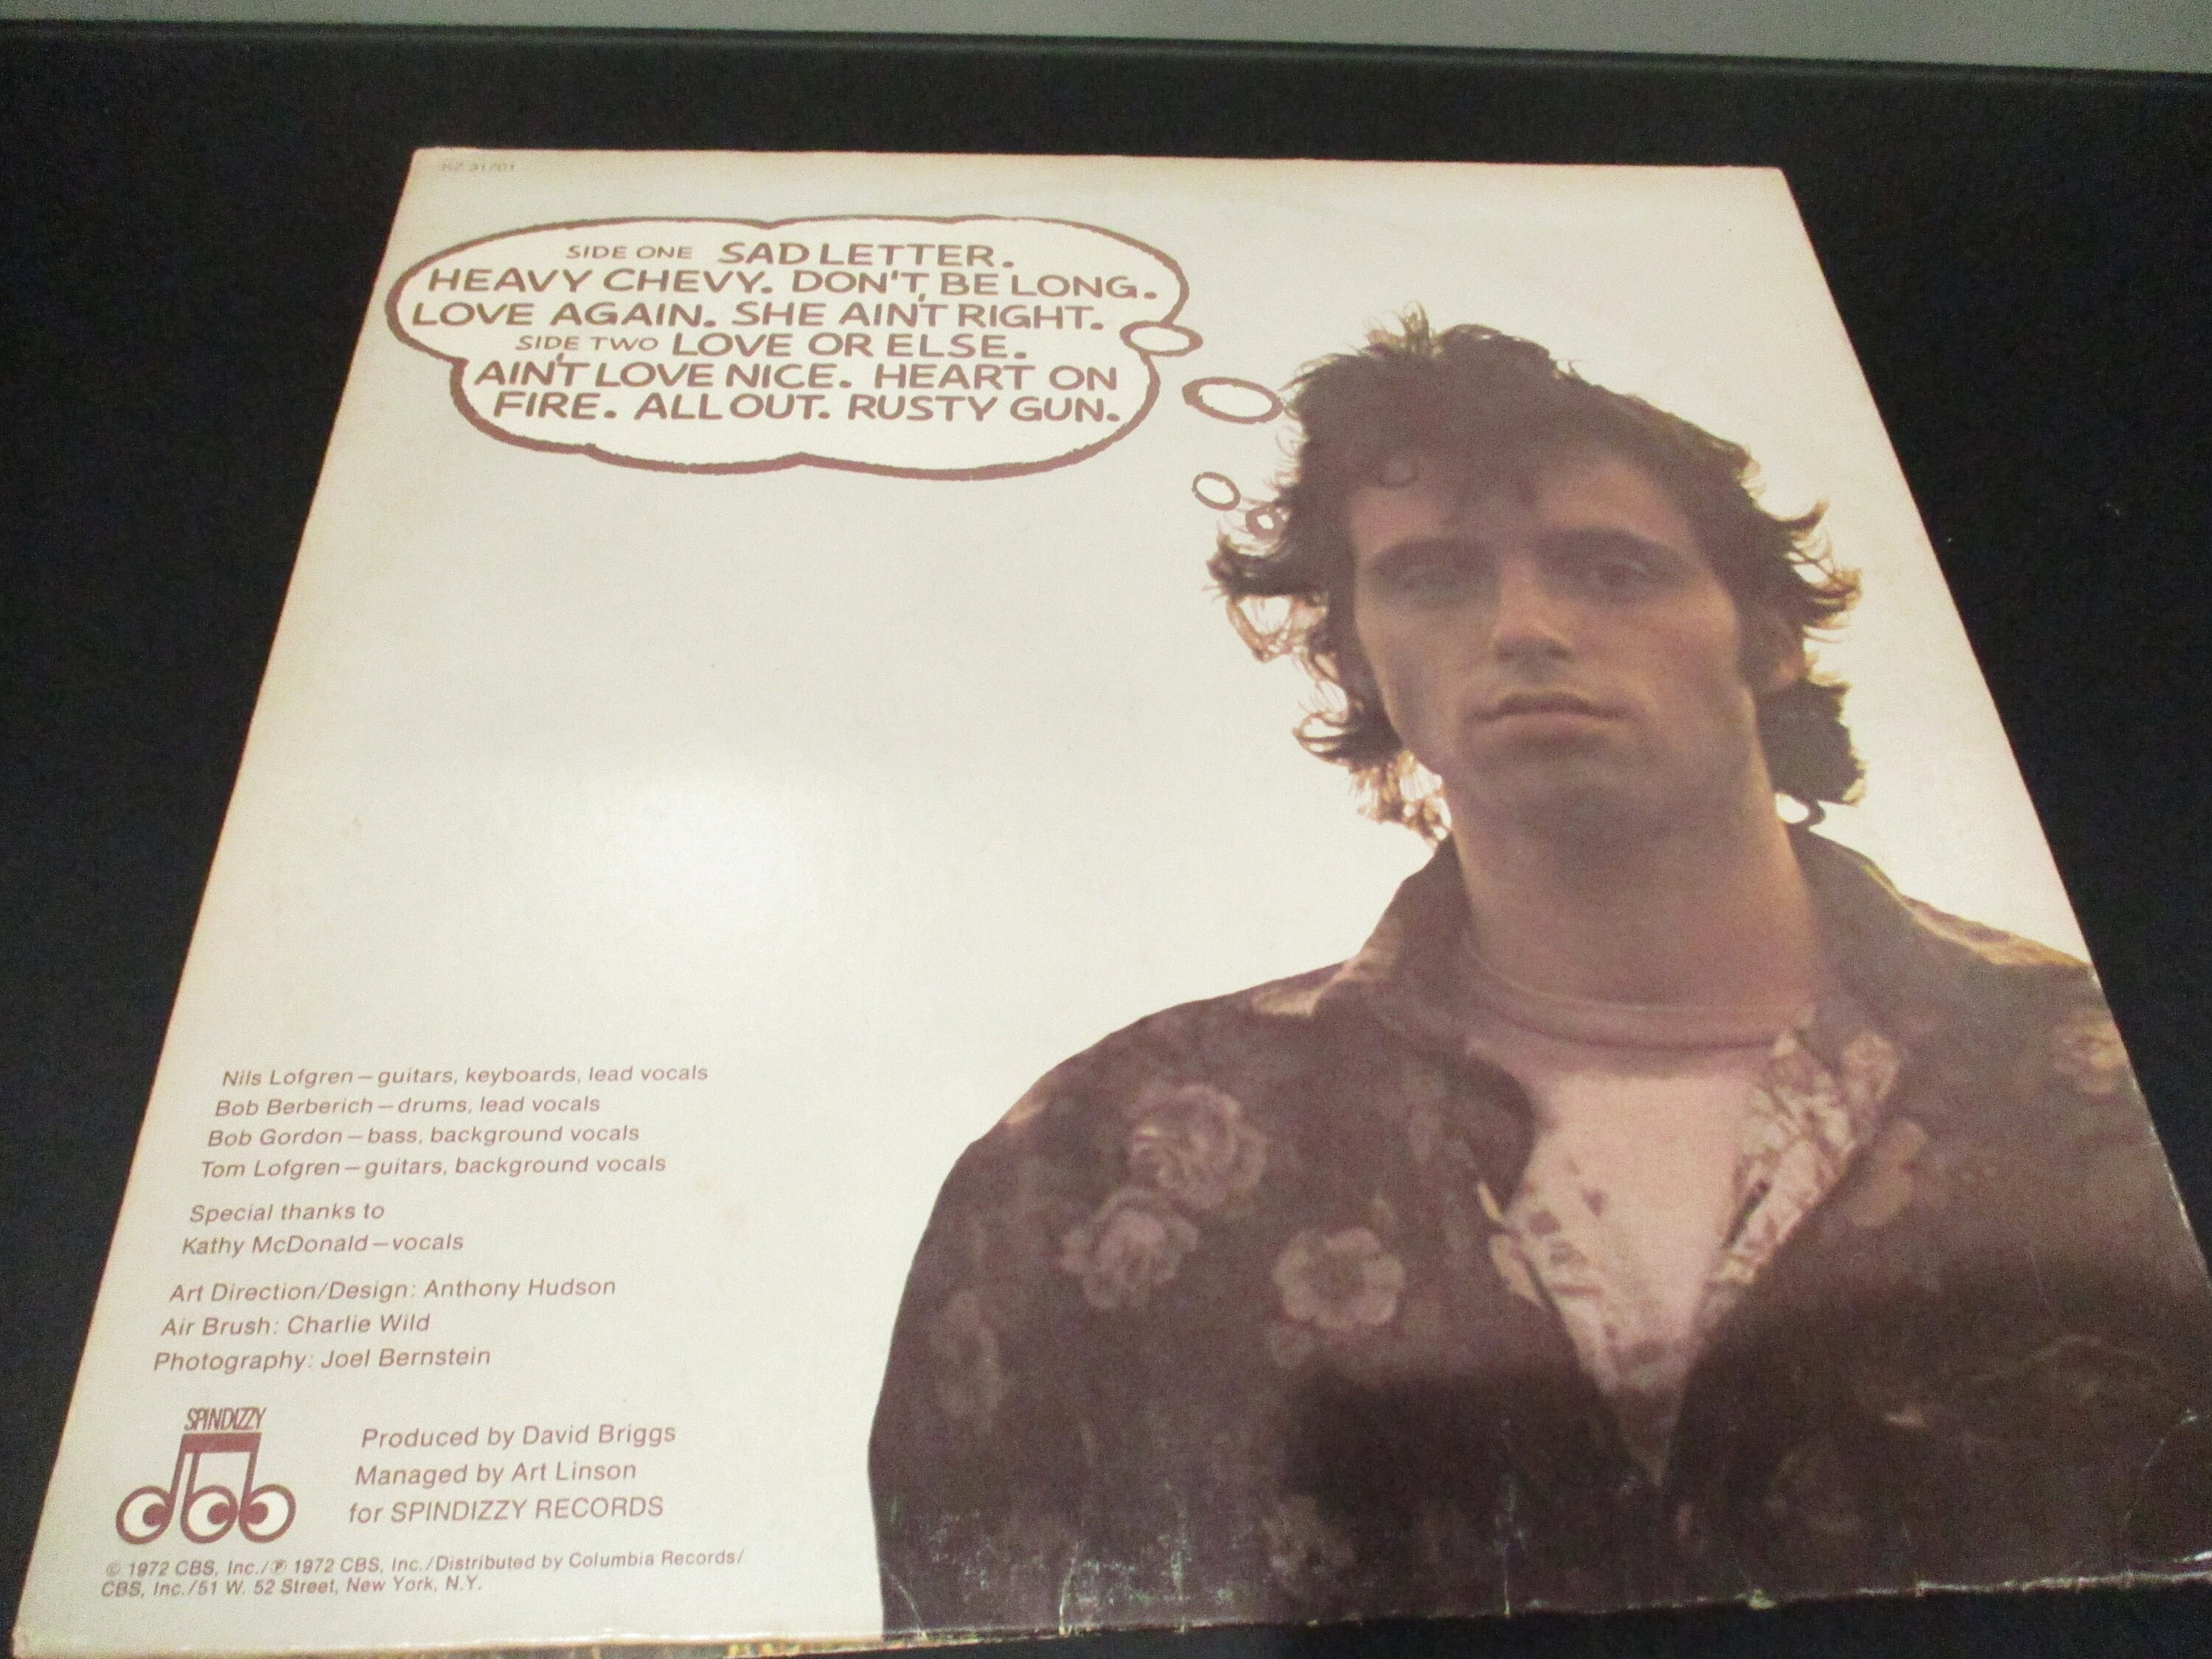 KZ 31701
SIDE ONE SAD LETTER.
HEAVY CHEVY. DON'T BE LONG.
LOVE AGAIN. SHE AIN'T RIGHT.
SIDE TWO LOVE OR ELSE.
AIN'T LOVE NICE. HEART ON
FIRE. ALL OUT. RUSTY GUN.
Nils Lofgren—guitars, keyboards, lead vocals
Bob Berberich—drums, lead vocals
Bob Gordon—bass, background vocals
Tom Lofgren—guitars, background vocals
Special thanks to
Kathy McDonald—vocals
Art Direction/Design: Anthony Hudson
Air Brush: Charlie Wild
Photography: Joel Bernstein
SPINDIZZY
Produced by David Briggs
Managed by Art Linson
for SPINDIZZY RECORDS
© 1972 CBS, Inc./℗ 1972 CBS, Inc./Distributed by Columbia Records/
CBS, Inc./51 W. 52 Street, New York, N.Y.